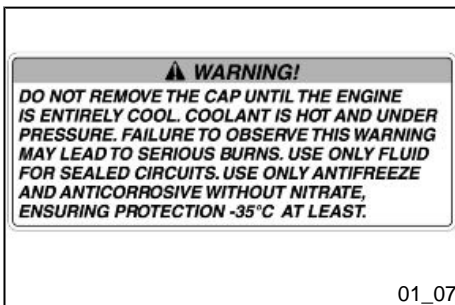 WARNING!
DO NOT REMOVE THE CAP UNTIL THE ENGINE
IS ENTIRELY COOL. COOLANT IS HOT AND UNDER
PRESSURE. FAILURE TO OBSERVE THIS WARNING
MAY LEAD TO SERIOUS BURNS. USE ONLY FLUID
FOR SEALED CIRCUITS. USE ONLY ANTIFREEZE
AND ANTICORROSIVE WITHOUT NITRATE,
ENSURING PROTECTION -35°C AT LEAST.
01_07